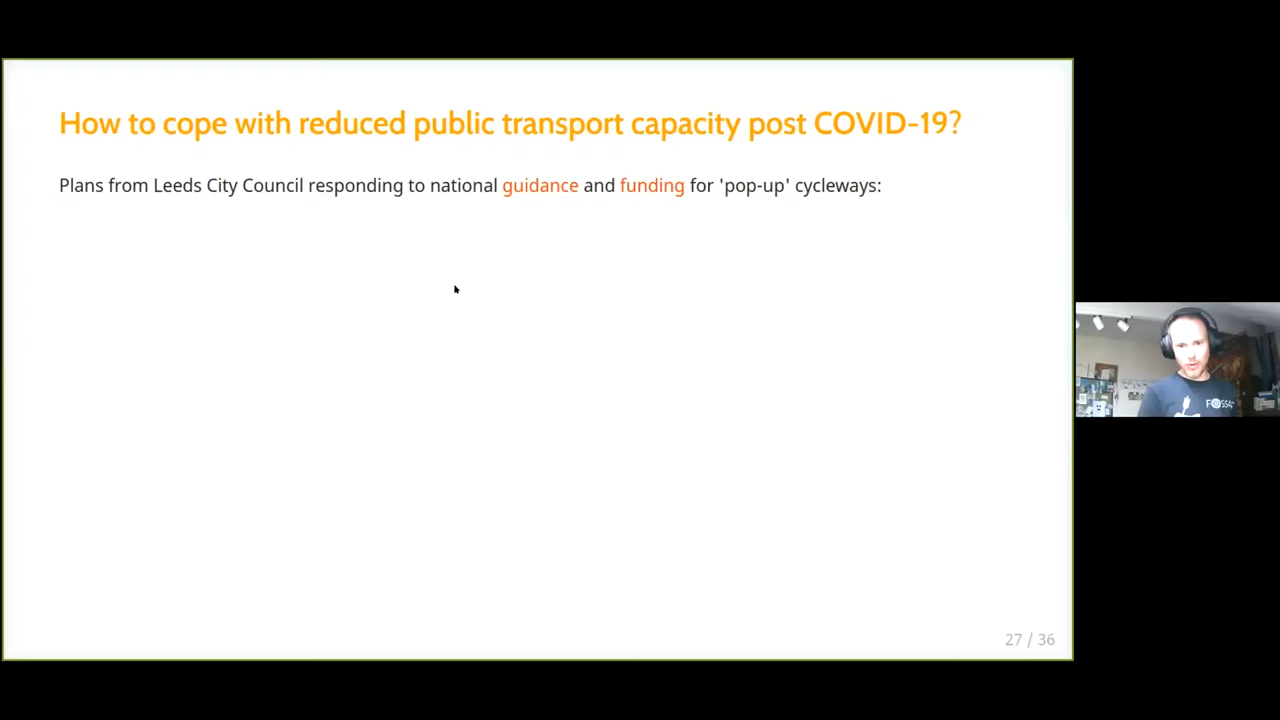 How to cope with reduced public transport capacity post COVID-19?
Plans from Leeds City Council responding to national guidance and funding for 'pop-up' cycleways:
27 / 36